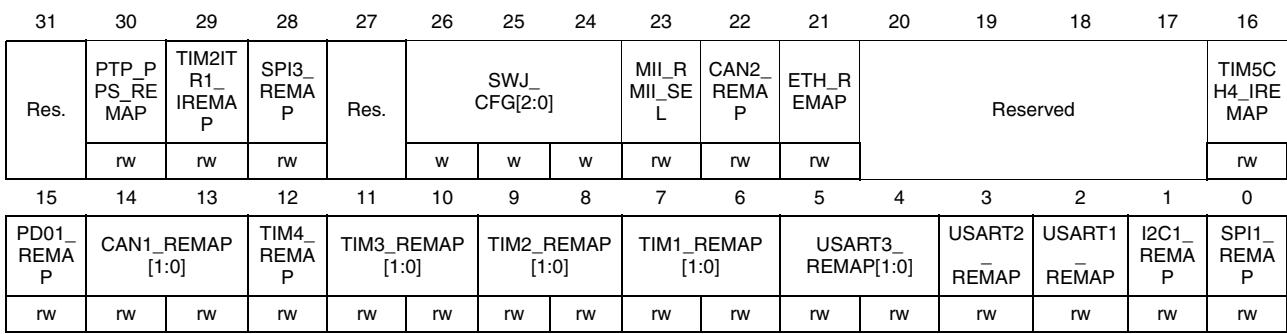 31 30 29 28 27 26 25 24 23 22 21 20 19 18 17 16
Res.
PTP_P
PS_RE
MAP
TIM2IT
R1_
IREMA
P
SPI3_
REMA
P
Res.
SWJ_
CFG[2:0]
MII_R
MII_SE
L
CAN2_
REMA
P
ETH_R
EMAP
Reserved
TIM5C
H4_IRE
MAP
rw rw rw w w w rw rw rw rw
15 14 13 12 11 10 9 8 7 6 5 4 3 2 1 0
PD01_
REMA
P
CAN1_REMAP
[1:0]
TIM4_
REMA
P
TIM3_REMAP
[1:0]
TIM2_REMAP
[1:0]
TIM1_REMAP
[1:0]
USART3_
REMAP[1:0]
USART2
_
REMAP
USART1
_
REMAP
I2C1_
REMA
P
SPI1_
REMA
P
rw rw rw rw rw rw rw rw rw rw rw rw rw rw rw rw